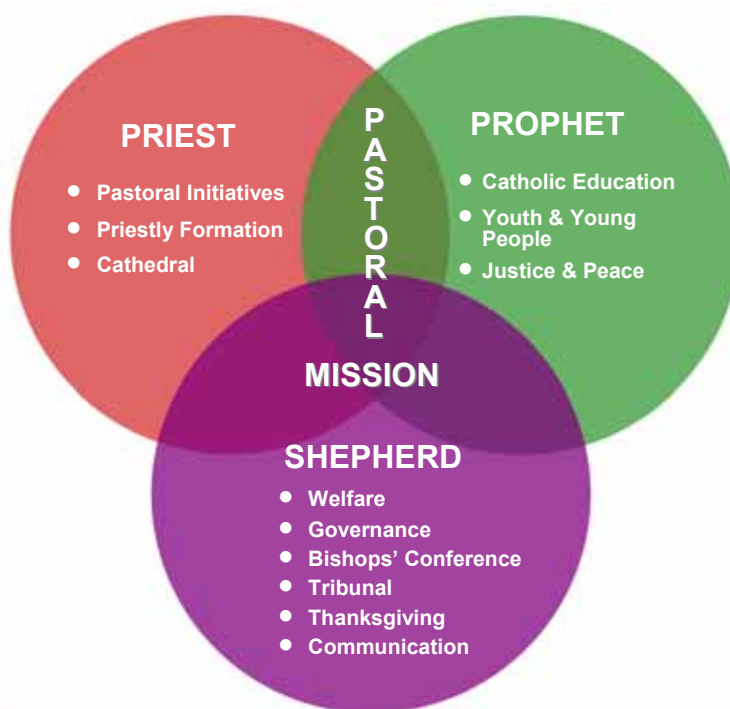 PRIEST
• Pastoral Initiatives
• Priestly Formation
• Cathedral
PASTORAL
PROPHET
• Catholic Education
• Youth & Young
People
• Justice & Peace
MISSION
SHEPHERD
• Welfare
• Governance
• Bishops’ Conference
• Tribunal
• Thanksgiving
• Communication